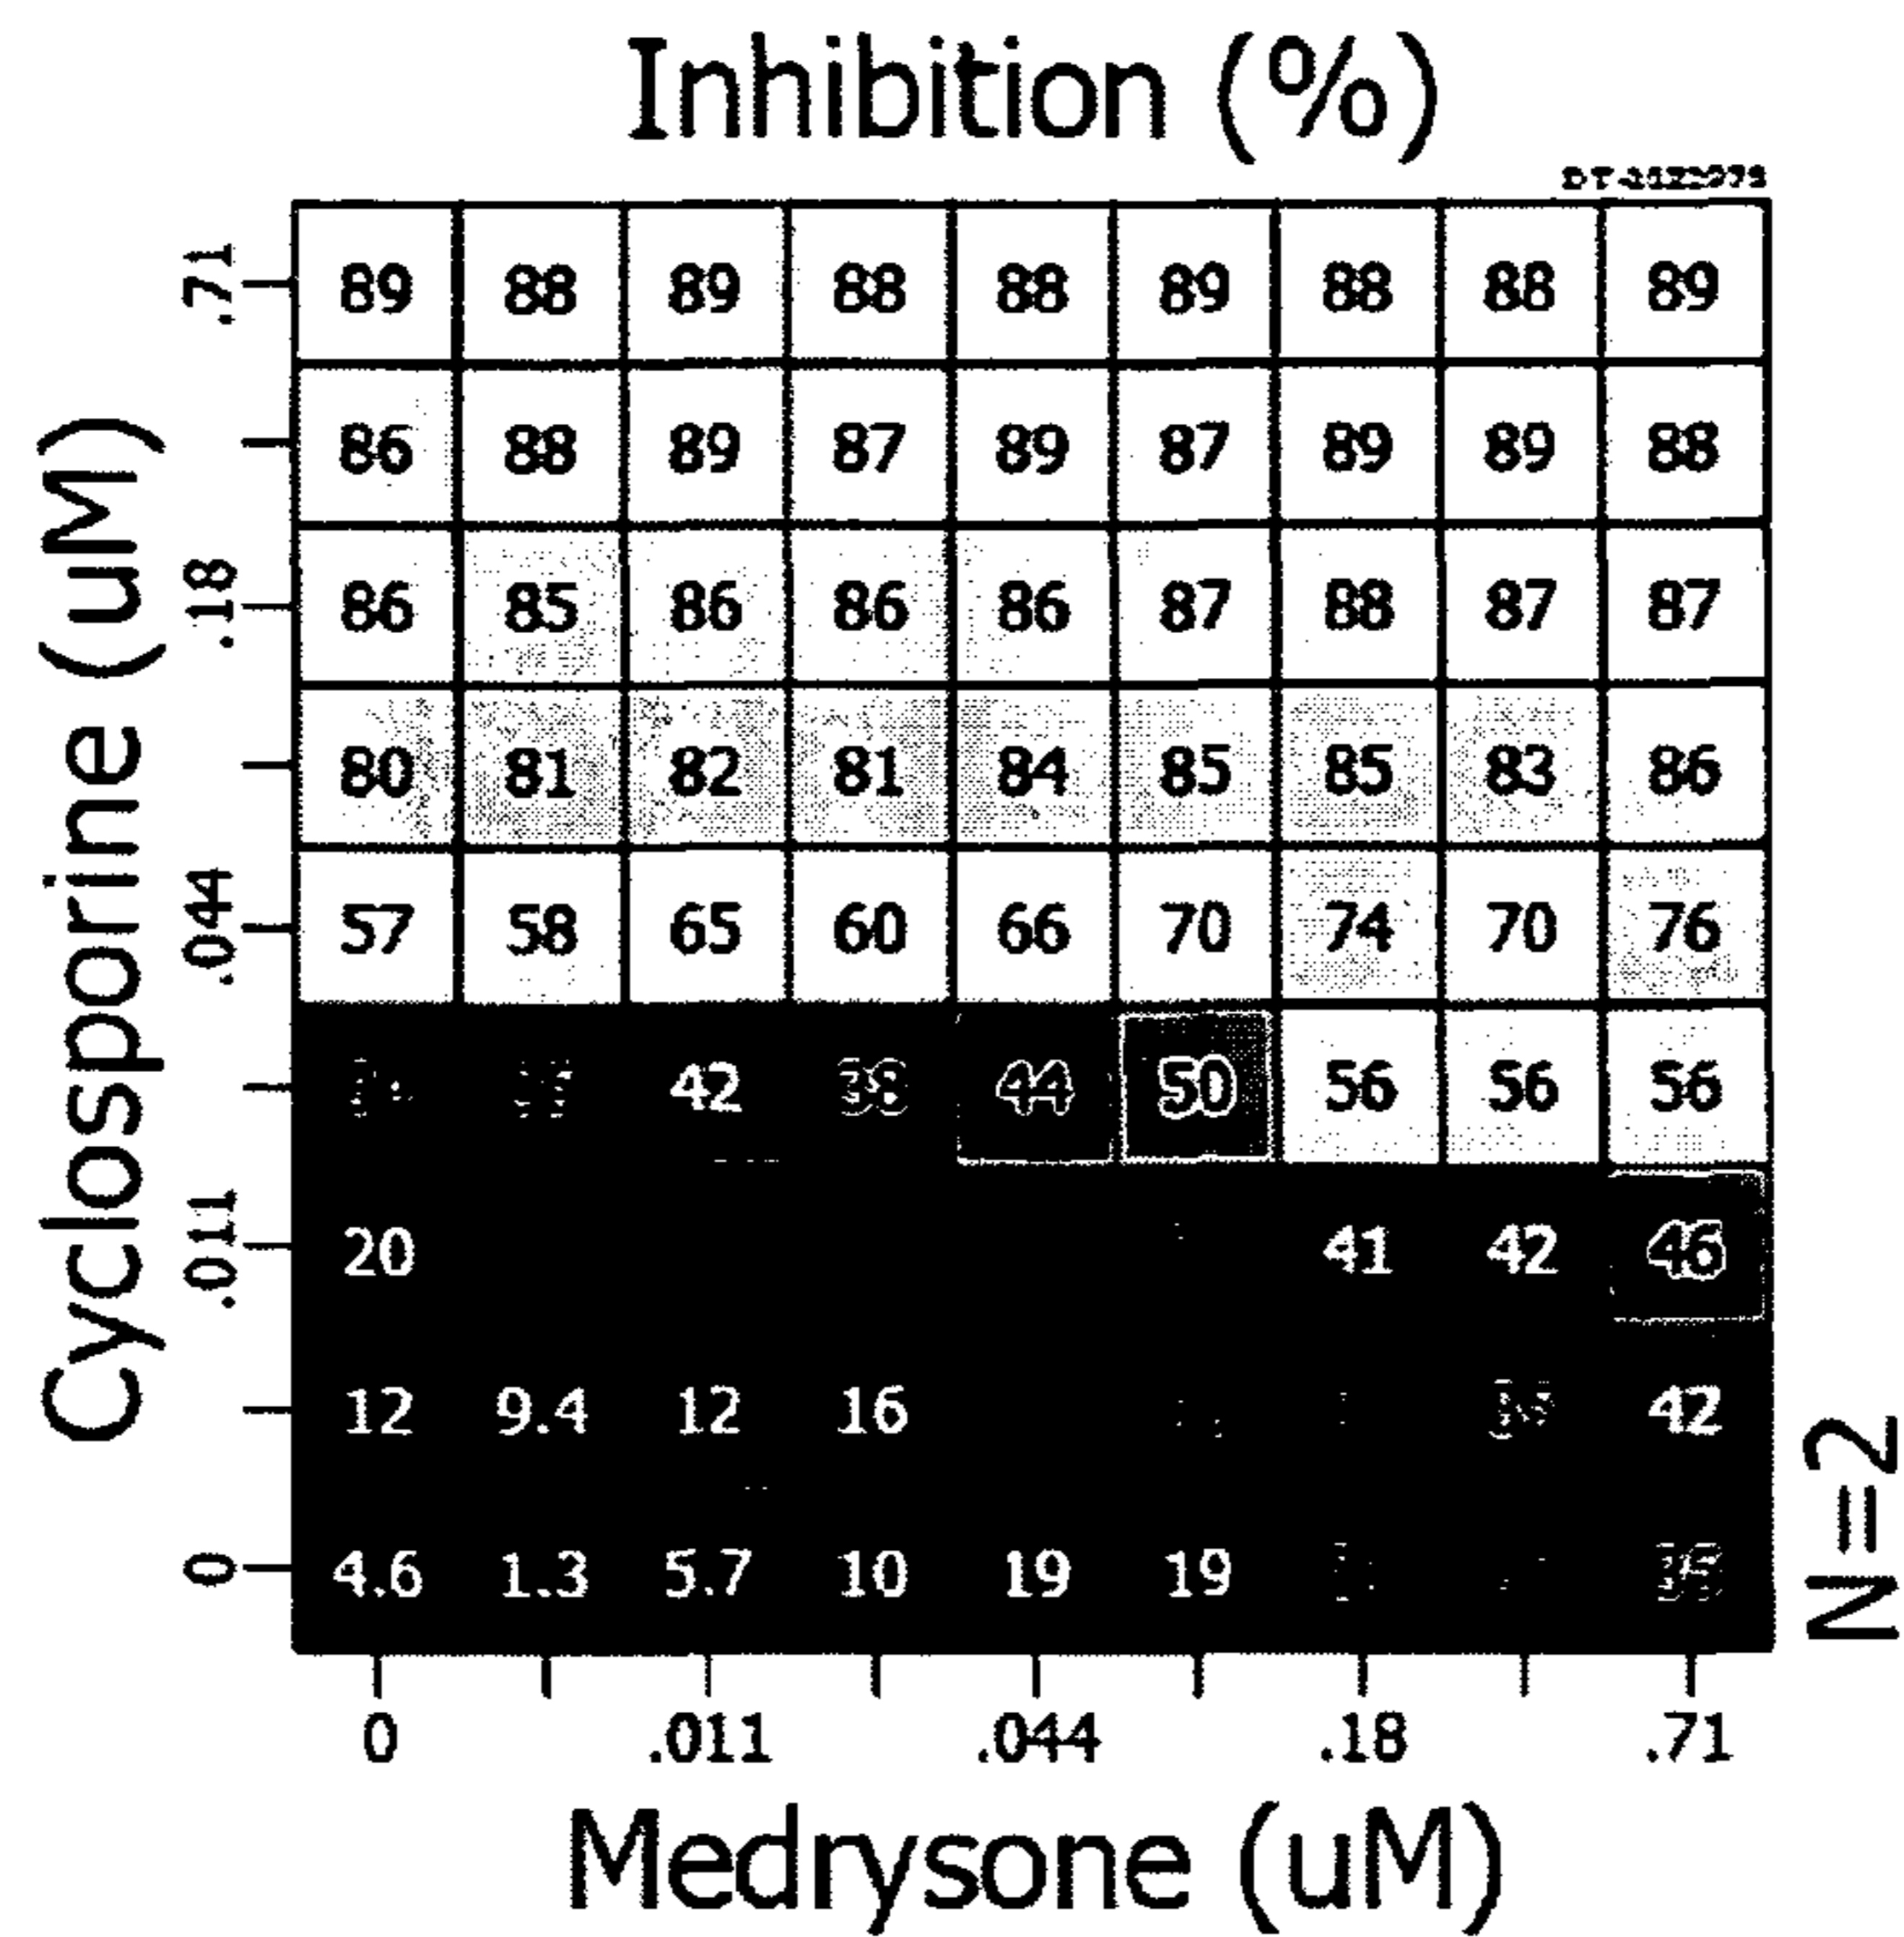 Inhibition (%)
.71 89 88 89 88 88 89 88 88 89
86 88 89 87 89 87 89 89 88
.18 86 85 86 86 86 87 88 87 87
80 81 82 81 84 85 85 83 86
.044 57 58 65 60 66 70 74 70 76
42 38 44 50 56 56 56
.011 20 41 42 46
12 9.4 12 16 42
0 4.6 1.3 5.7 10 19 19
0 .011 .044 .18 .71
Medrysone (uM)
Cyclosporine (uM)
N=2